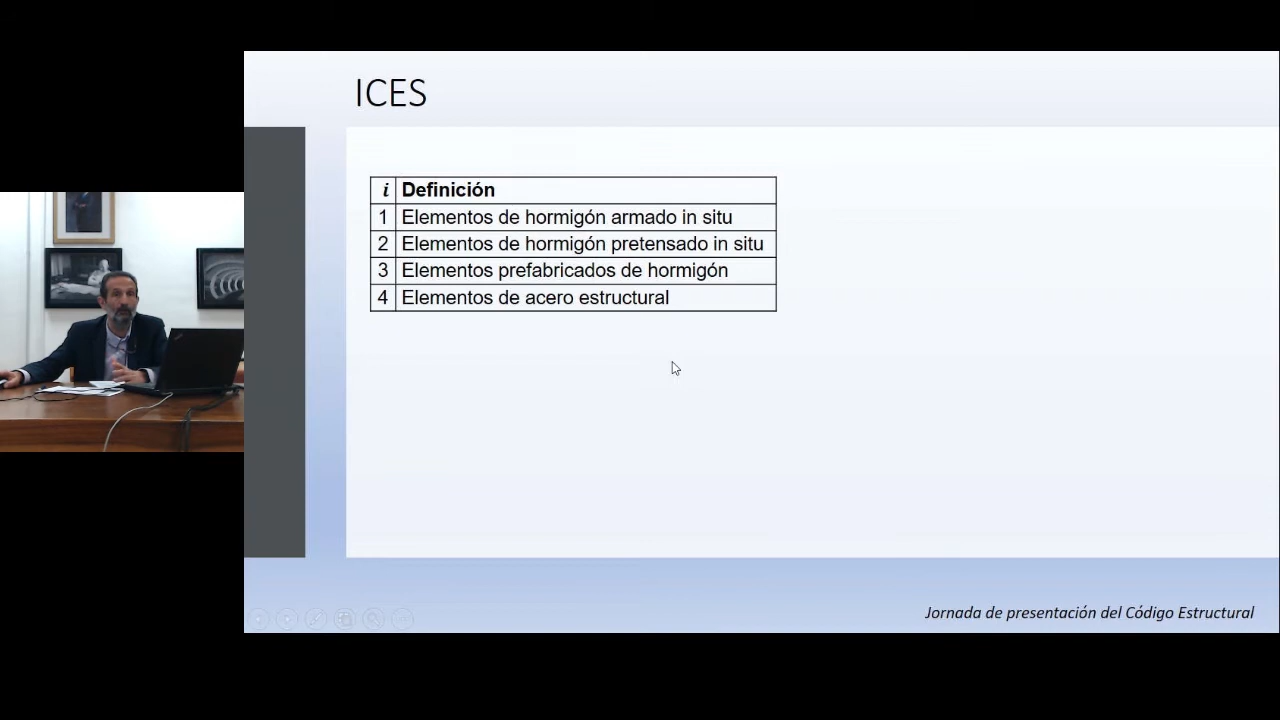 ICES
i Definición
1 Elementos de hormigón armado in situ
2 Elementos de hormigón pretensado in situ
3 Elementos prefabricados de hormigón
4 Elementos de acero estructural
Jornada de presentación del Código Estructural